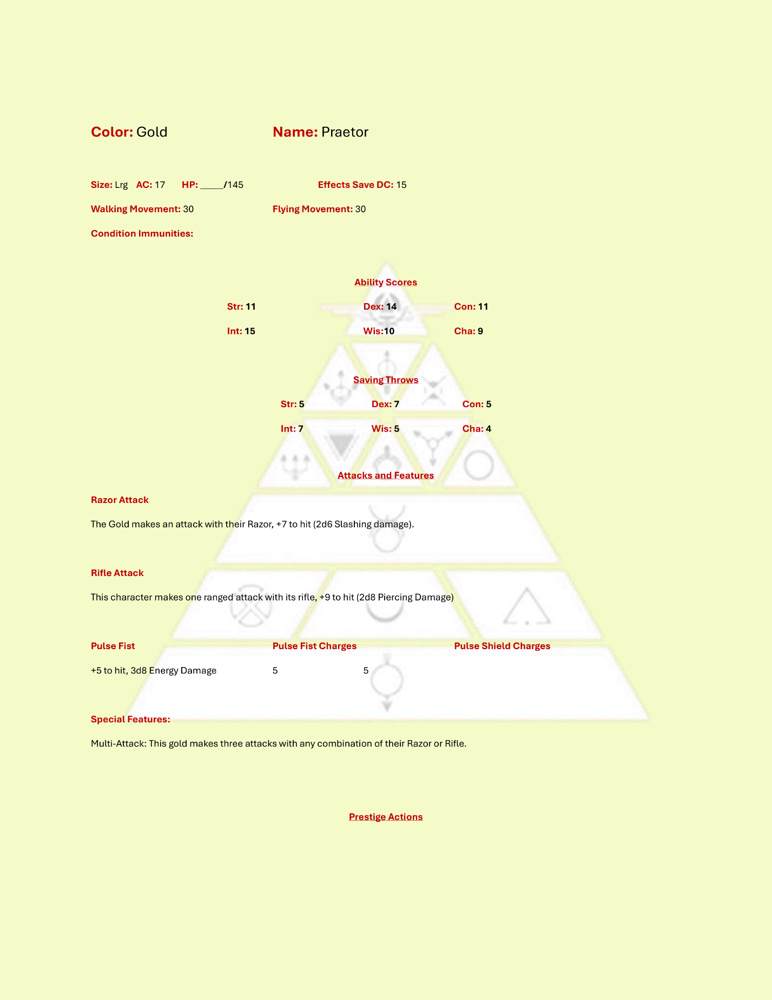 Color: Gold Name: Praetor
Size: Lrg AC: 17 HP: _____/145 Effects Save DC: 15
Walking Movement: 30 Flying Movement: 30
Condition Immunities:
Ability Scores
Str: 11 Dex: 14 Con: 11
Int: 15 Wis:10 Cha: 9
Saving Throws
Str: 5 Dex: 7 Con: 5
Int: 7 Wis: 5 Cha: 4
Attacks and Features
Razor Attack
The Gold makes an attack with their Razor, +7 to hit (2d6 Slashing damage).
Rifle Attack
This character makes one ranged attack with its rifle, +9 to hit (2d8 Piercing Damage)
Pulse Fist Pulse Fist Charges Pulse Shield Charges
+5 to hit, 3d8 Energy Damage 5 5
Special Features:
Multi-Attack: This gold makes three attacks with any combination of their Razor or Rifle.
Prestige Actions